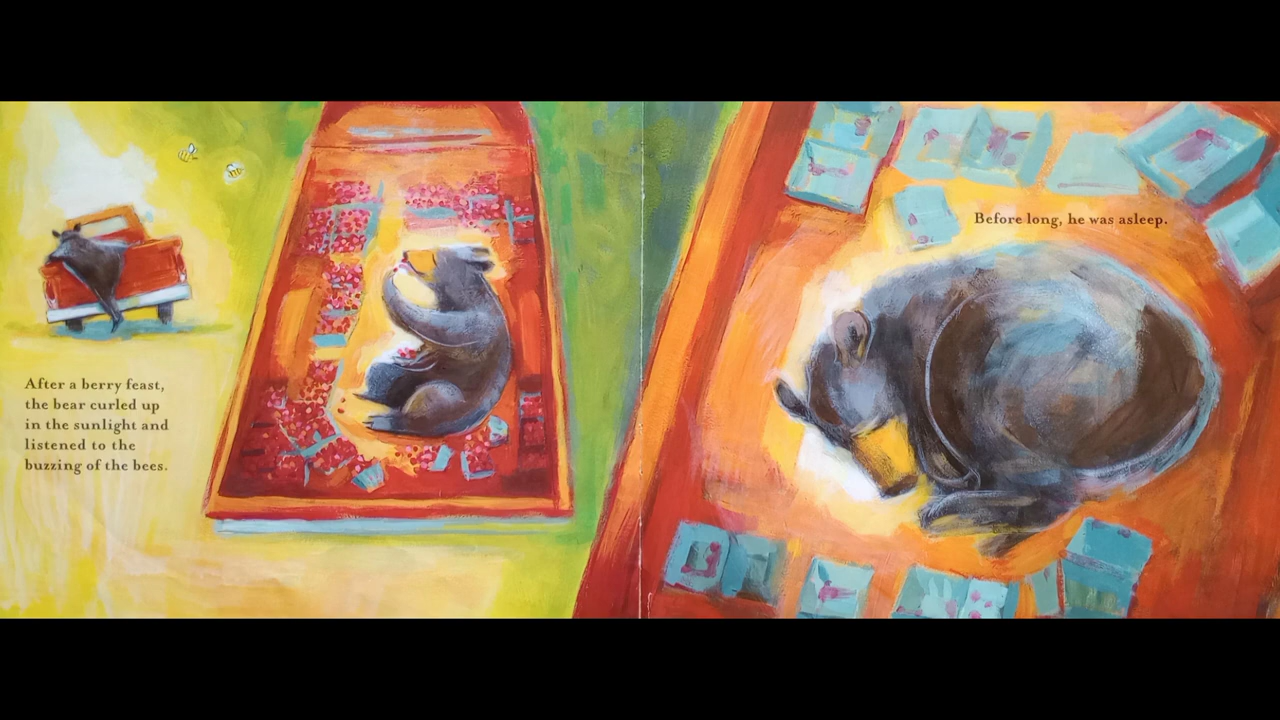 After a berry feast,
the bear curled up
in the sunlight and
listened to the
buzzing of the bees.
Before long, he was asleep.